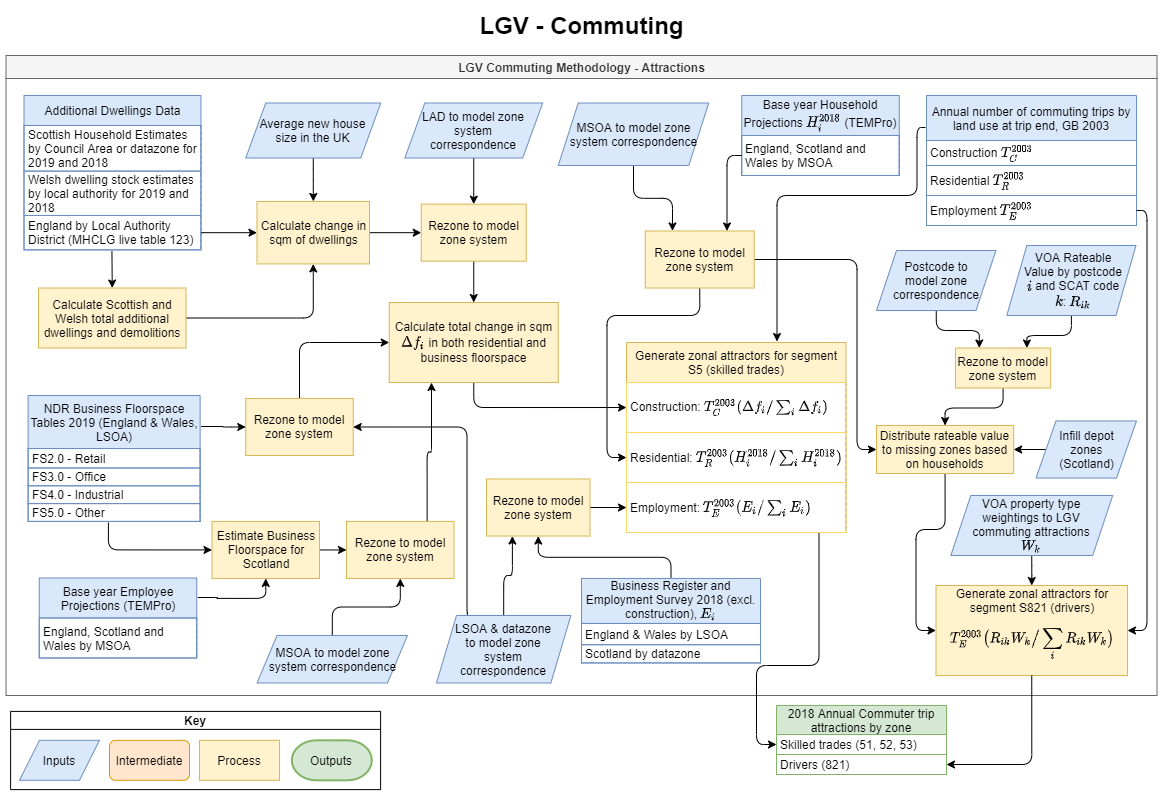 LGV - Commuting
LGV Commuting Methodology - Attractions
Additional Dwellings Data
Scottish Household Estimates
by Council Area or datazone for
2019 and 2018
Welsh dwelling stock estimates
by local authority for 2019 and
2018
England by Local Authority
District (MHCLG live table 123)
Average new house
size in the UK
LAD to model zone
system
correspondence
MSOA to model zone
system correspondence
Base year Household
Projections H_i^2018 (TEMPro)
England, Scotland and
Wales by MSOA
Annual number of commuting trips by
land use at trip end, GB 2003
Construction T_C^2003
Residential T_R^2003
Employment T_E^2003
Calculate change in
sqm of dwellings
Rezone to model
zone system
Rezone to model
zone system
Postcode to
model zone
correspondence
VOA Rateable
Value by postcode
i and SCAT code
k: R_ik
Calculate Scottish and
Welsh total additional
dwellings and demolitions
Calculate total change in sqm
Δf_i in both residential and
business floorspace
Generate zonal attractors for segment
S5 (skilled trades)
Construction: T_C^2003(Δf_i/∑_i Δf_i)
Residential: T_R^2003(H_i^2018/∑_i H_i^2018)
Employment: T_E^2003(E_i/∑_i E_i)
Rezone to model
zone system
NDR Business Floorspace
Tables 2019 (England & Wales,
LSOA)
FS2.0 - Retail
FS3.0 - Office
FS4.0 - Industrial
FS5.0 - Other
Rezone to model
zone system
Distribute rateable value
to missing zones based
on households
Infill depot
zones
(Scotland)
Rezone to model
zone system
VOA property type
weightings to LGV
commuting attractions
W_k
Estimate Business
Floorspace for
Scotland
Rezone to model
zone system
Base year Employee
Projections (TEMPro)
England, Scotland and
Wales by MSOA
MSOA to model zone
system correspondence
LSOA & datazone
to model zone
system
correspondence
Business Register and
Employment Survey 2018 (excl.
construction), E_i
England & Wales by LSOA
Scotland by datazone
Generate zonal attractors for
segment S821 (drivers)
T_E^2003(R_ik W_k/∑_i R_ik W_k)
Key
Inputs
Intermediate
Process
Outputs
2018 Annual Commuter trip
attractions by zone
Skilled trades (51, 52, 53)
Drivers (821)